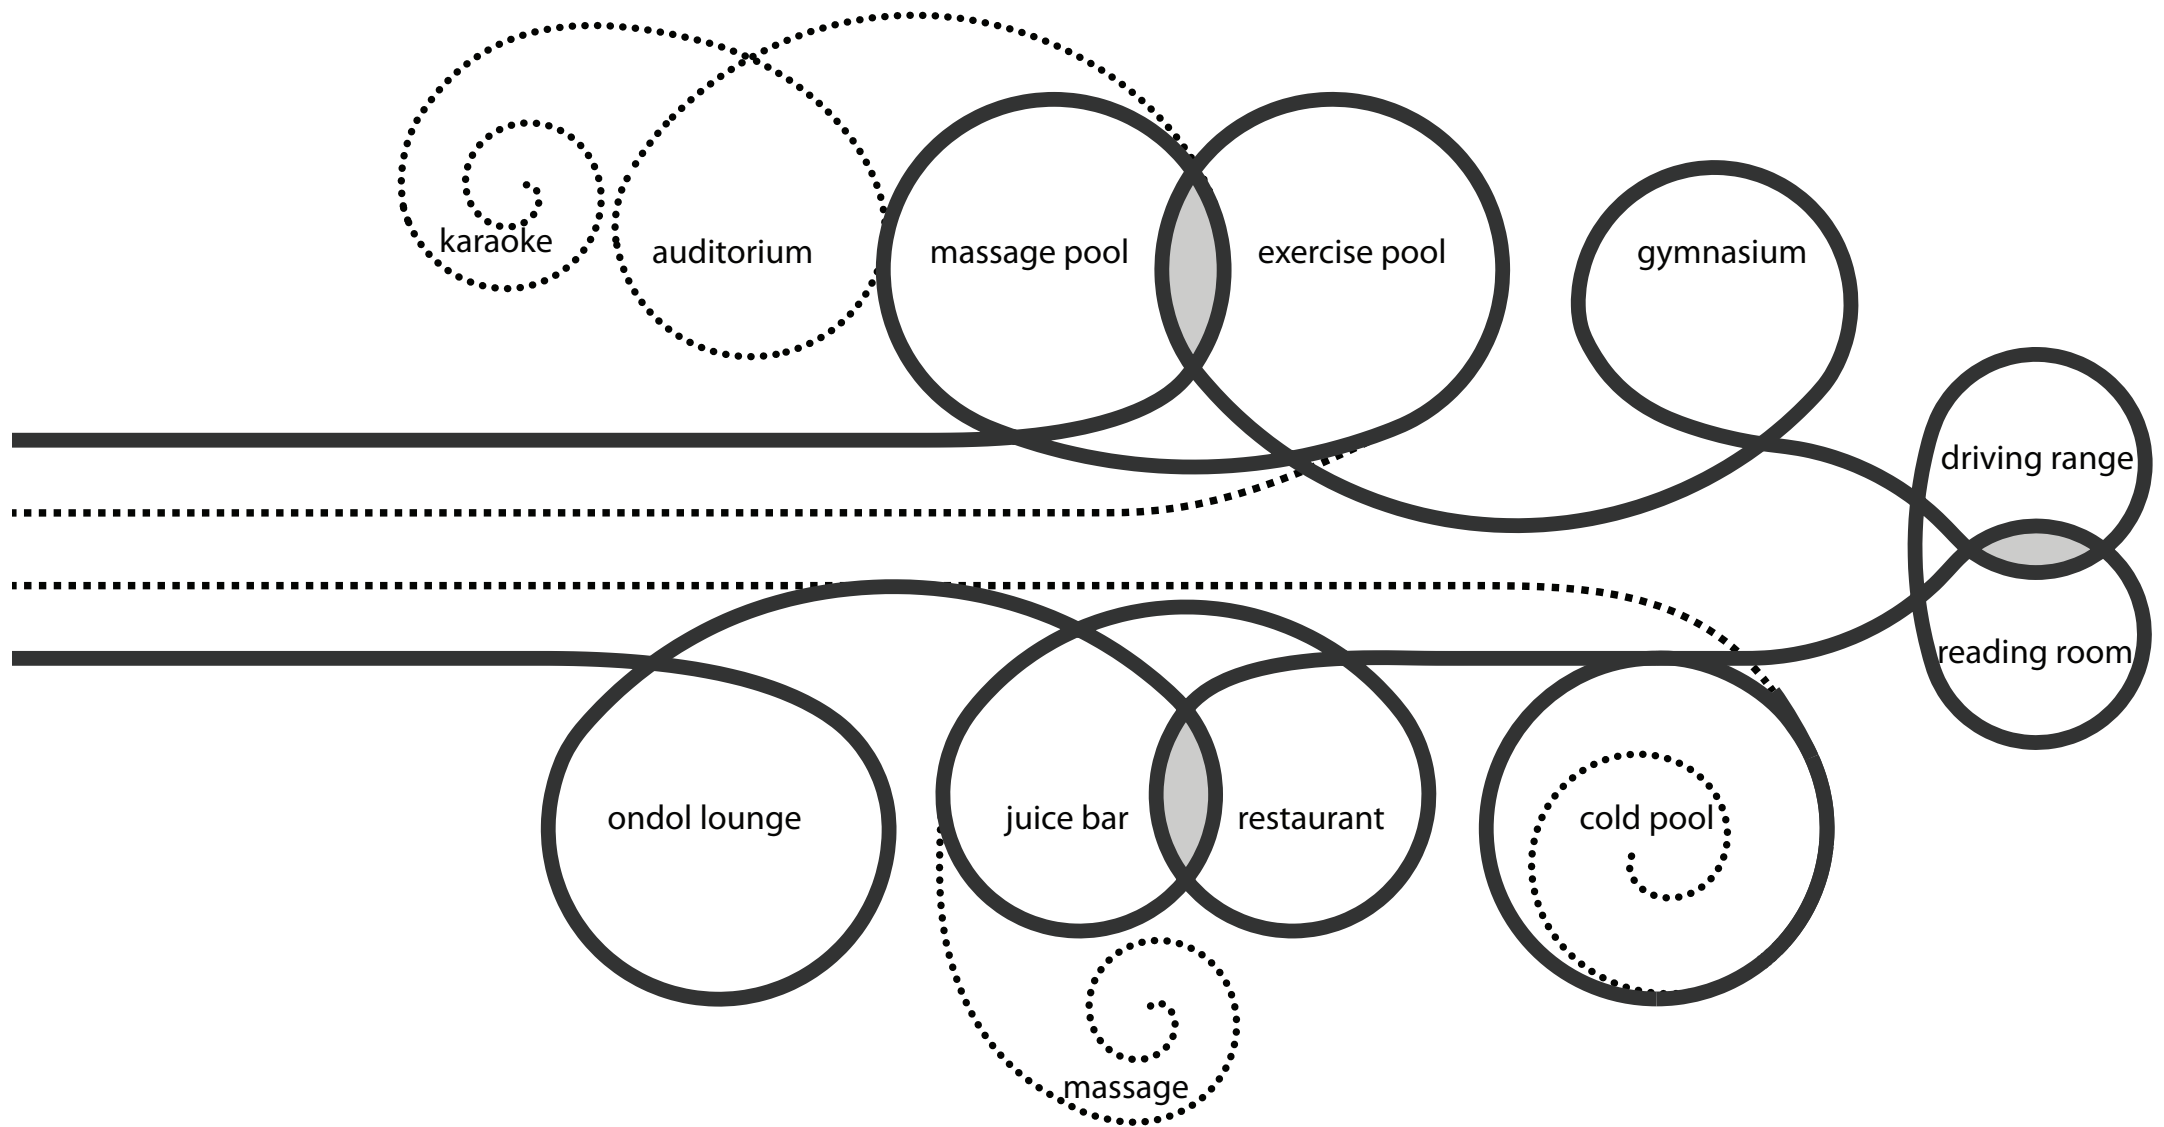 karaoke
auditorium
massage pool
exercise pool
gymnasium
driving range
reading room
ondol lounge
juice bar
restaurant
cold pool
massage